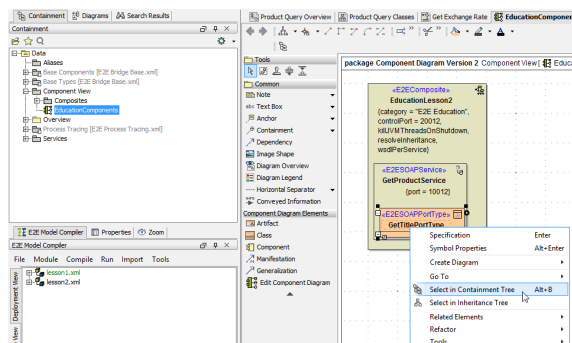 Containment
Diagrams
Search Results
Containment
Data
Aliases
Base Components [E2E Bridge Base.xml]
Base Types [E2E Bridge Base.xml]
Component View
Composites
EducationComponents
Overview
Process Tracing [E2E Process Tracing.xml]
Services
E2E Model Compiler
Properties
Zoom
E2E Model Compiler
File Module Compile Run Import Tools
Deployment View
View
lesson1.xml
lesson2.xml
Product Query Overview
Product Query Classes
Get Exchange Rate
EducationComponen
Tools
Common
Note
abc Text Box
Anchor
Containment
Dependency
Image Shape
Diagram Overview
Diagram Legend
Horizontal Separator
Conveyed Information
Component Diagram Elements
Artifact
Class
Component
Manifestation
Generalization
Edit Component Diagram
package Component Diagram Version 2 Component View[ Educa
«E2EComposite»
EducationLesson2
{category = "E2E Education",
controlPort = 20012,
killUVMThreadsOnShutdown,
resolveInheritance,
wsdlPerService}
«E2ESOAPService»
GetProductService
{port = 10012}
«E2ESOAPPortType»
GetTitlePortType
Specification Enter
Symbol Properties Alt+Enter
Create Diagram
Go To
Select in Containment Tree Alt+B
Select in Inheritance Tree
Related Elements
Refactor
Tools